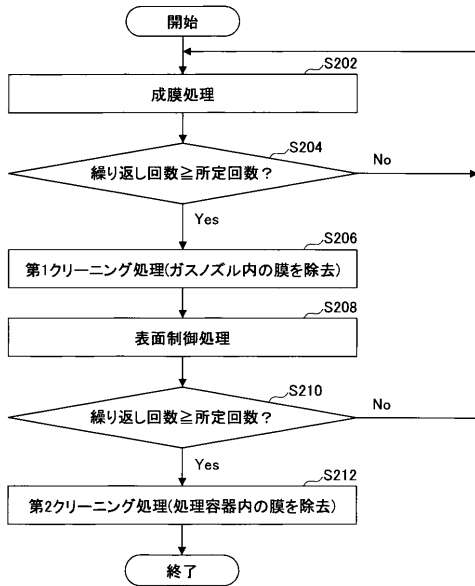 開始
S202
成膜処理
S204
繰り返し回数≧所定回数？
No
Yes
S206
第1クリーニング処理(ガスノズル内の膜を除去)
S208
表面制御処理
S210
繰り返し回数≧所定回数？
No
Yes
S212
第2クリーニング処理(処理容器内の膜を除去)
終了